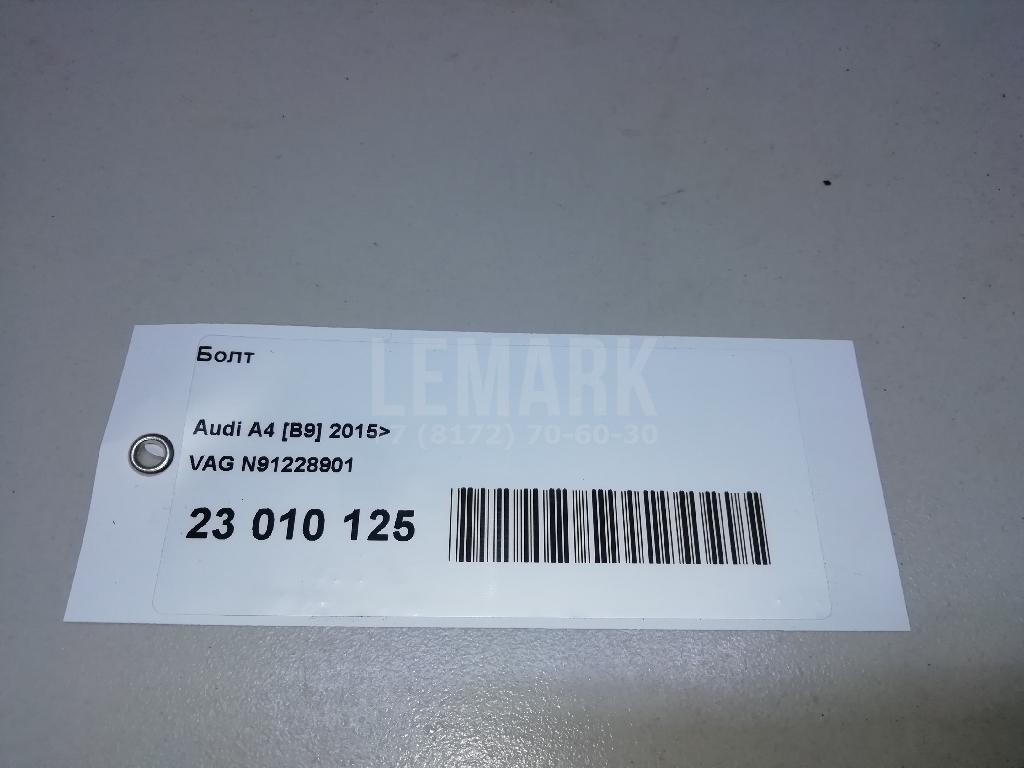 Болт
LEMARK
Audi A4 [B9] 2015>
7 (8172) 70-60-30
VAG N91228901
23 010 125